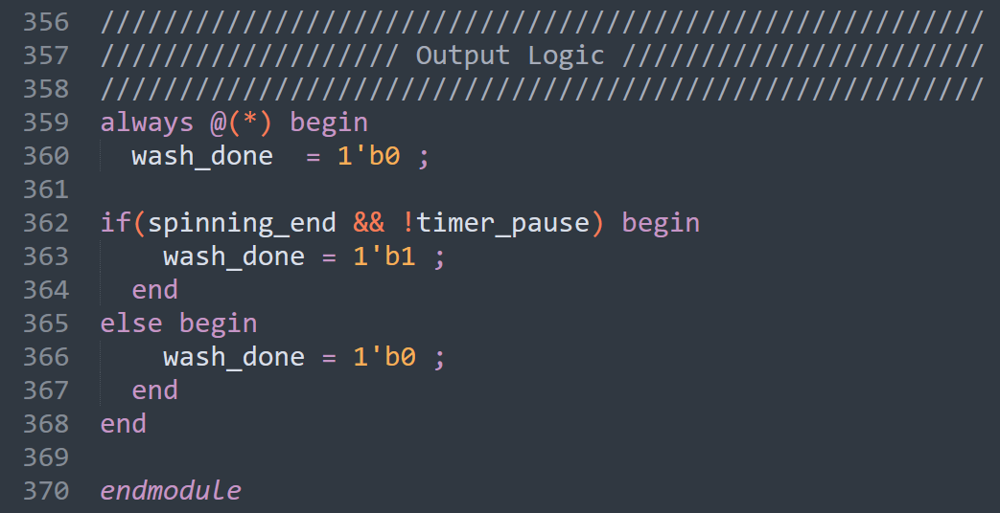 356 ////////////////////////////////////////////////////////
357 /////////////////// Output Logic ///////////////////////
358 ////////////////////////////////////////////////////////
359 always @(*) begin
360   wash_done  = 1'b0 ;
361
362 if(spinning_end && !timer_pause) begin
363     wash_done = 1'b1 ;
364   end
365 else begin
366     wash_done = 1'b0 ;
367   end
368 end
369
370 endmodule